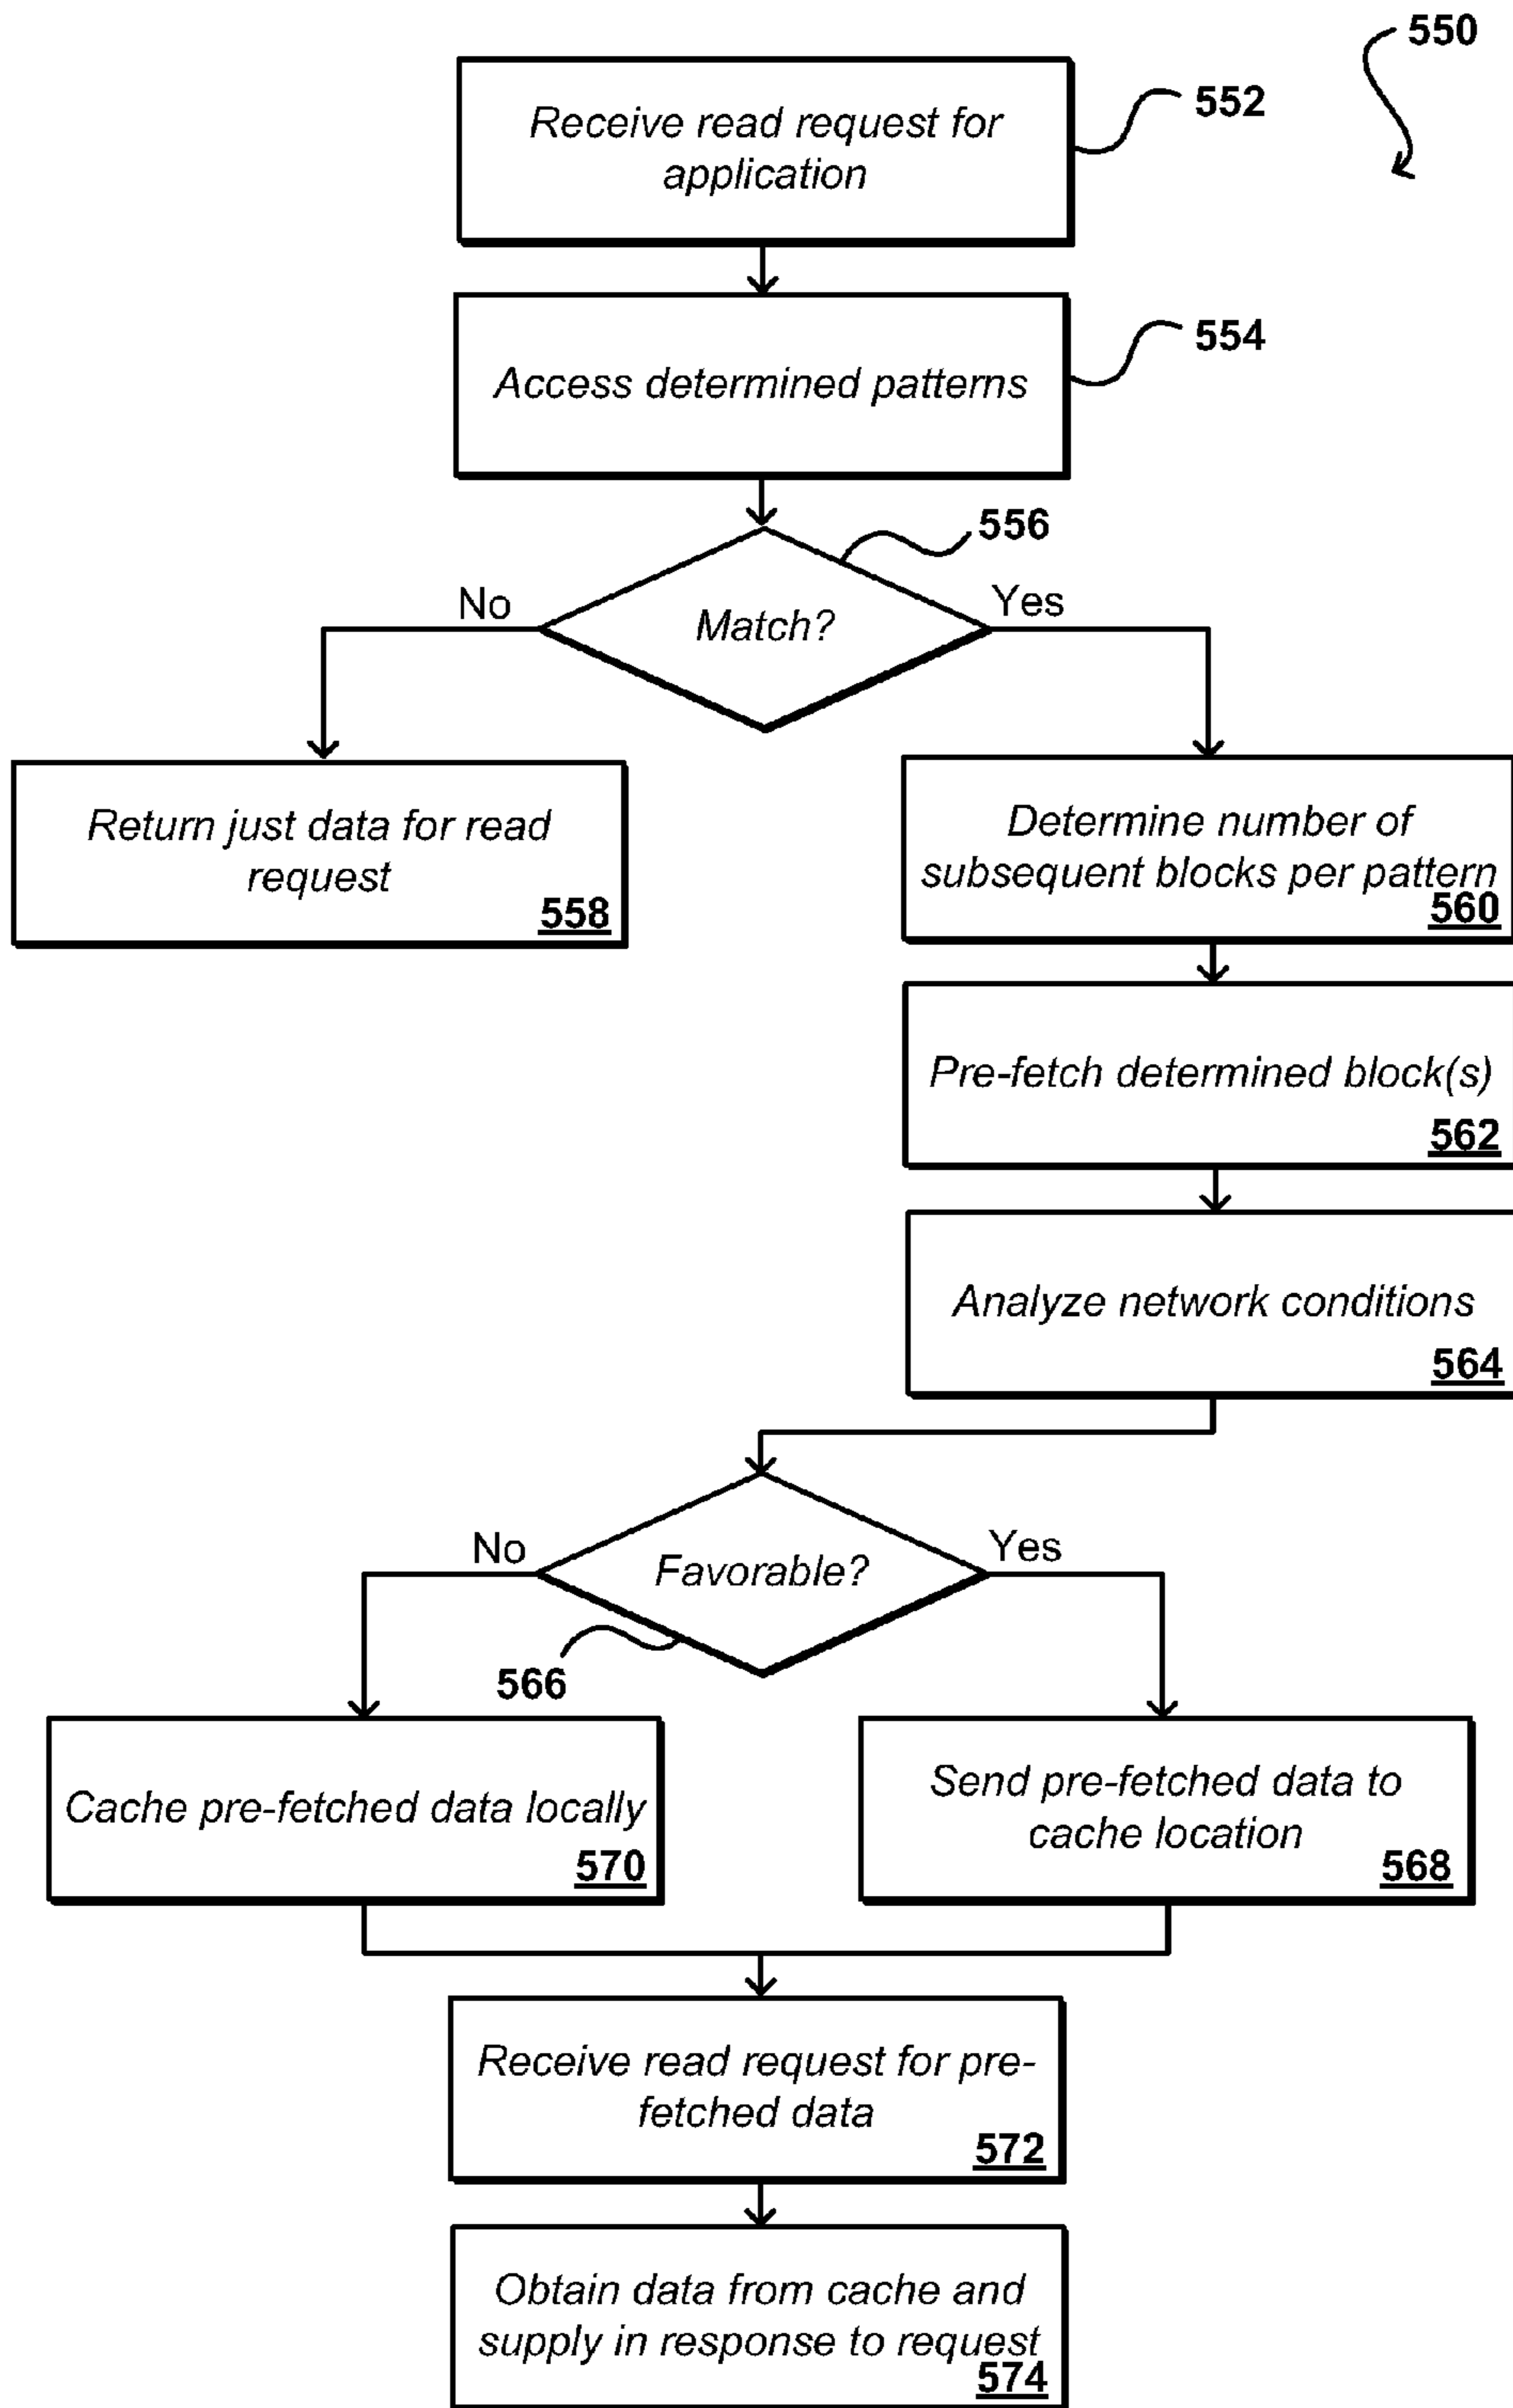 550
Receive read request for
application
552
Access determined patterns
554
556
No
Match?
Yes
Return just data for read
request
558
Determine number of
subsequent blocks per pattern
560
Pre-fetch determined block(s)
562
Analyze network conditions
564
No
Favorable?
Yes
566
Cache pre-fetched data locally
570
Send pre-fetched data to
cache location
568
Receive read request for pre-
fetched data
572
Obtain data from cache and
supply in response to request
574